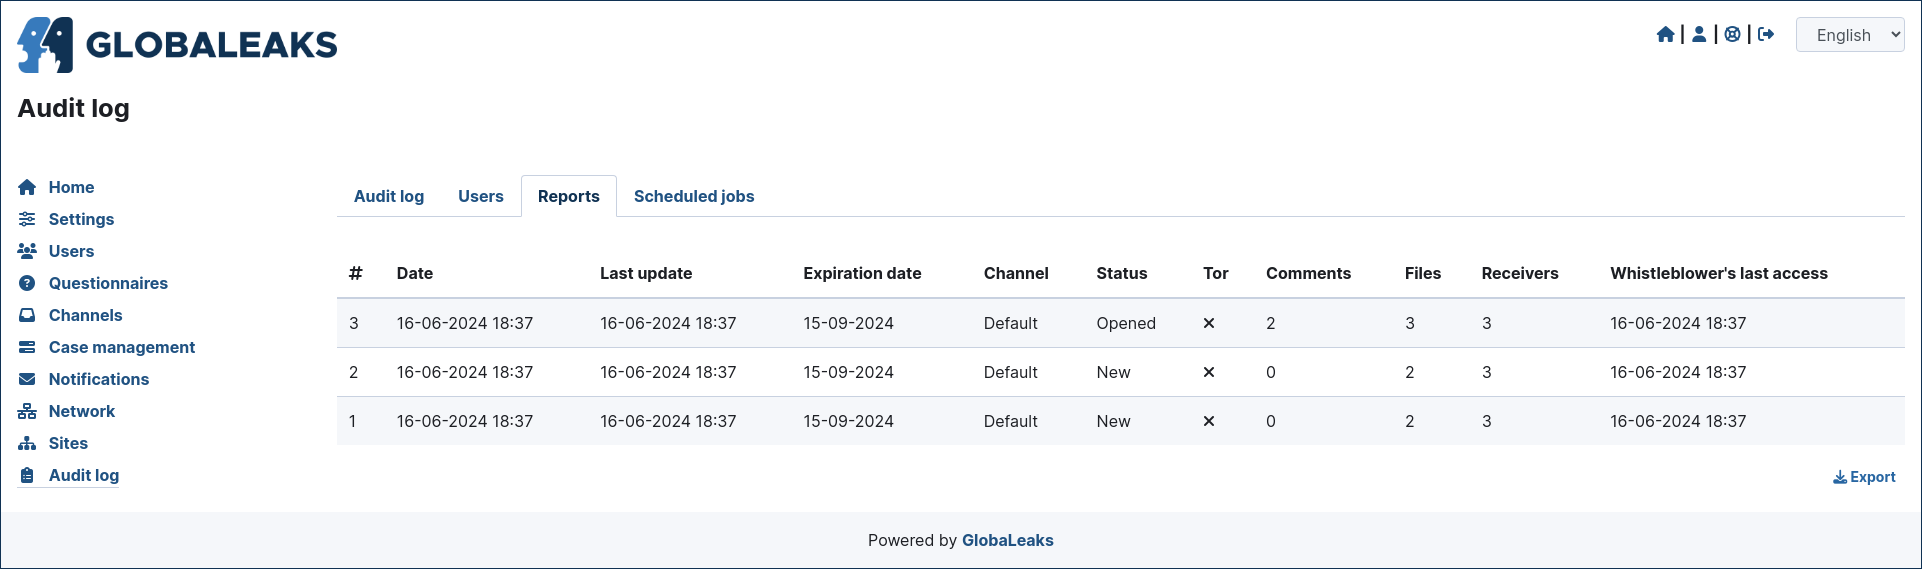 GLOBALEAKS
| | |
English
Audit log
Home
Settings
Users
Questionnaires
Channels
Case management
Notifications
Network
Sites
Audit log
Audit log Users Reports Scheduled jobs
# Date Last update Expiration date Channel Status Tor Comments Files Receivers Whistleblower's last access
3 16-06-2024 18:37 16-06-2024 18:37 15-09-2024 Default Opened 2 3 3 16-06-2024 18:37
2 16-06-2024 18:37 16-06-2024 18:37 15-09-2024 Default New 0 2 3 16-06-2024 18:37
1 16-06-2024 18:37 16-06-2024 18:37 15-09-2024 Default New 0 2 3 16-06-2024 18:37
Export
Powered by GlobaLeaks